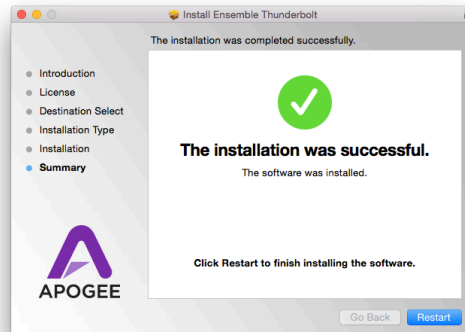 Install Ensemble Thunderbolt
The installation was completed successfully.
Introduction
License
Destination Select
Installation Type
Installation
Summary
The installation was successful.
The software was installed.
Click Restart to finish installing the software.
APOGEE
Go Back
Restart